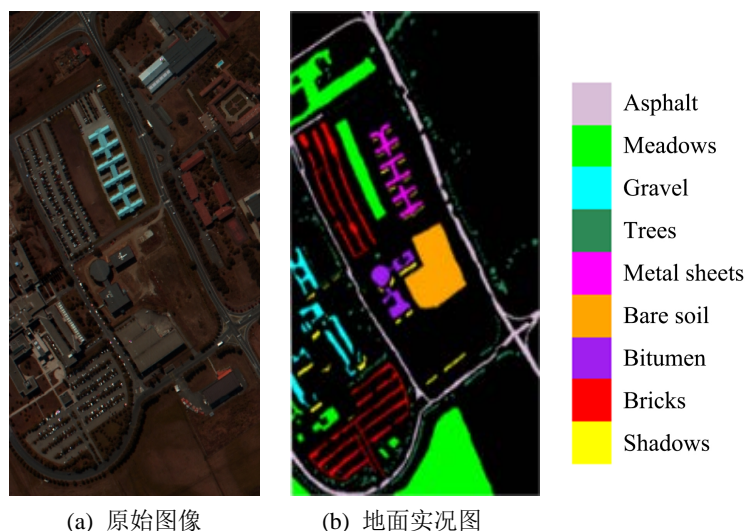 Asphalt
Meadows
Gravel
Trees
Metal sheets
Bare soil
Bitumen
Bricks
Shadows
(a) 原始图像
(b) 地面实况图